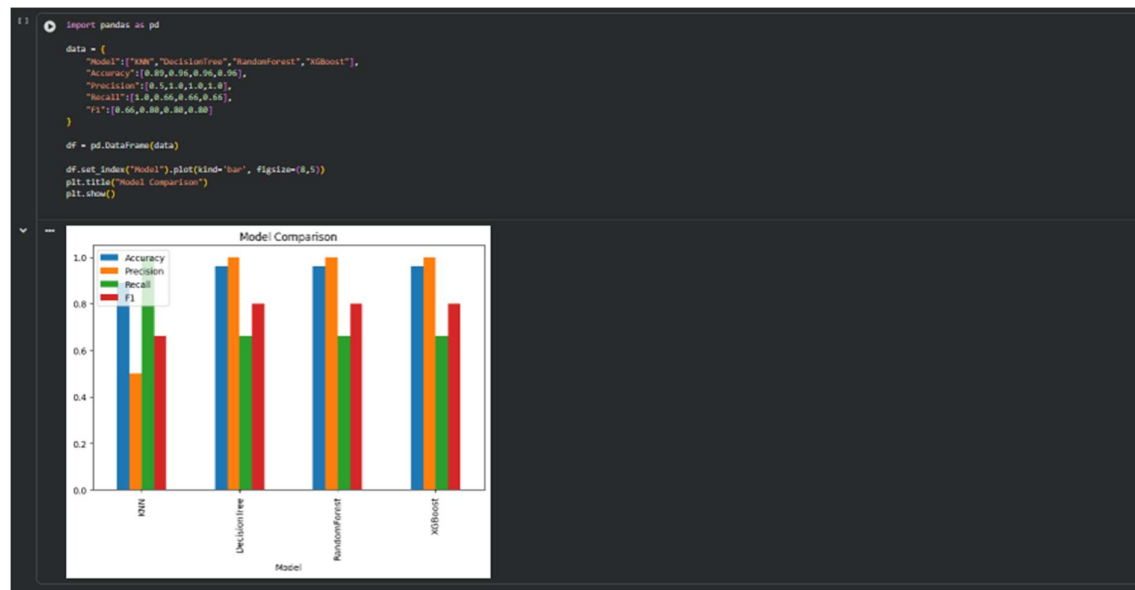 [ ]
import pandas as pd
data = {
"Model":["KNN","DecisionTree","RandomForest","XGBoost"],
"Accuracy":[0.89,0.96,0.96,0.96],
"Precision":[0.5,1.0,1.0,1.0],
"Recall":[1.0,0.66,0.66,0.66],
"F1":[0.66,0.80,0.80,0.80]
}
df = pd.DataFrame(data)
df.set_index("Model").plot(kind='bar', figsize=(8,5))
plt.title("Model Comparison")
plt.show()
Model Comparison
Accuracy
Precision
Recall
F1
1.0
0.8
0.6
0.4
0.2
0.0
KNN
DecisionTree
RandomForest
XGBoost
Model